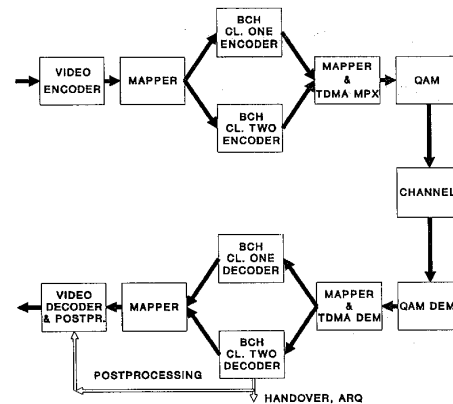 VIDEO
ENCODER
MAPPER
BCH
CL. ONE
ENCODER
BCH
CL. TWO
ENCODER
MAPPER
&
TDMA MPX
QAM
CHANNEL
BCH
CL. ONE
DECODER
VIDEO
DECODER
& POSTPR.
MAPPER
BCH
CL. TWO
DECODER
MAPPER
&
TDMA DEM
QAM DEM
POSTPROCESSING
HANDOVER, ARQ